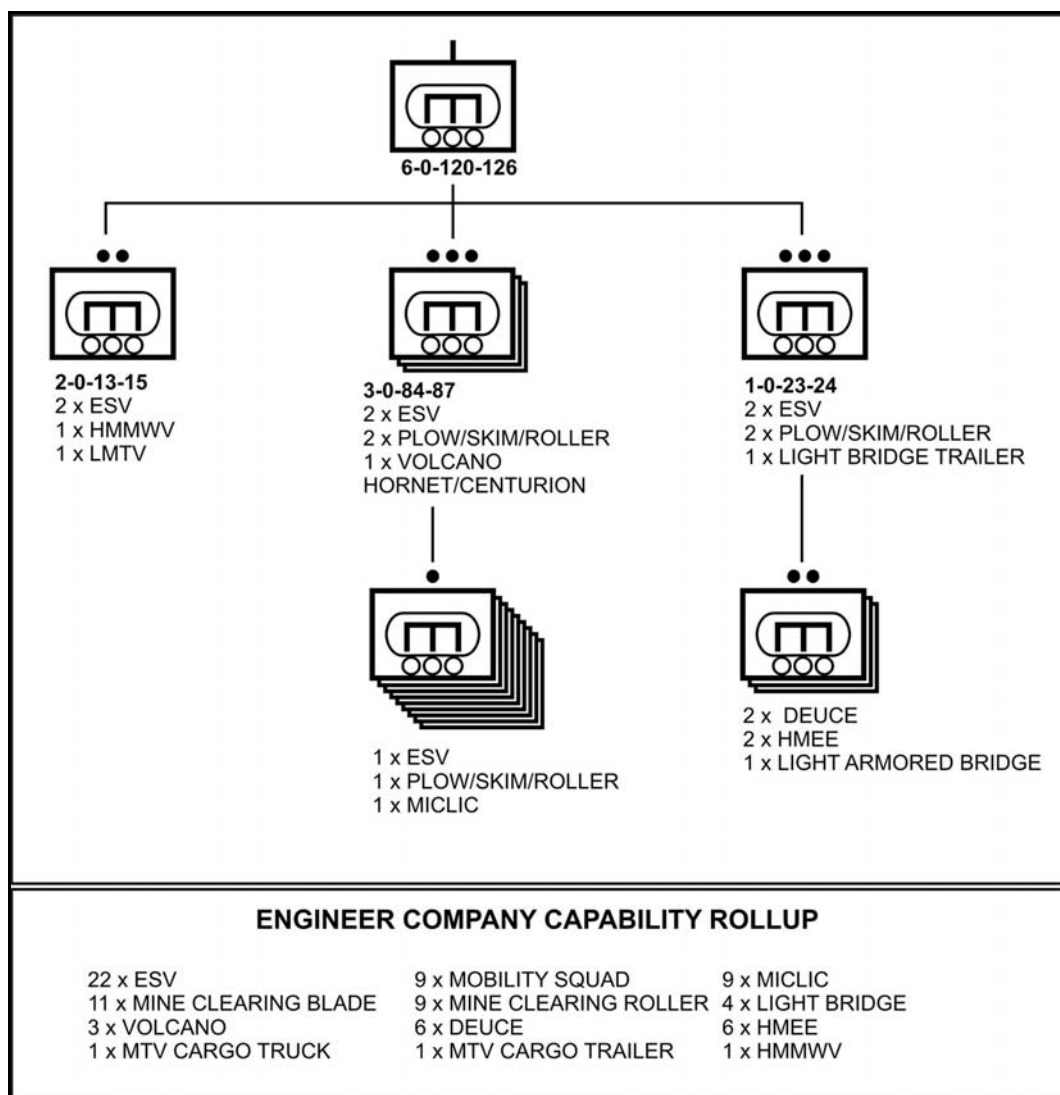 6-0-120-126
2-0-13-15
2 x ESV
1 x HMMWV
1 x LMTV
3-0-84-87
2 x ESV
2 x PLOW/SKIM/ROLLER
1 x VOLCANO
HORNET/CENTURION
1-0-23-24
2 x ESV
2 x PLOW/SKIM/ROLLER
1 x LIGHT BRIDGE TRAILER
1 x ESV
1 x PLOW/SKIM/ROLLER
1 x MICLIC
2 x DEUCE
2 x HMEE
1 x LIGHT ARMORED BRIDGE
ENGINEER COMPANY CAPABILITY ROLLUP
22 x ESV
11 x MINE CLEARING BLADE
3 x VOLCANO
1 x MTV CARGO TRUCK
9 x MOBILITY SQUAD
9 x MINE CLEARING ROLLER
6 x DEUCE
1 x MTV CARGO TRAILER
9 x MICLIC
4 x LIGHT BRIDGE
6 x HMEE
1 x HMMWV